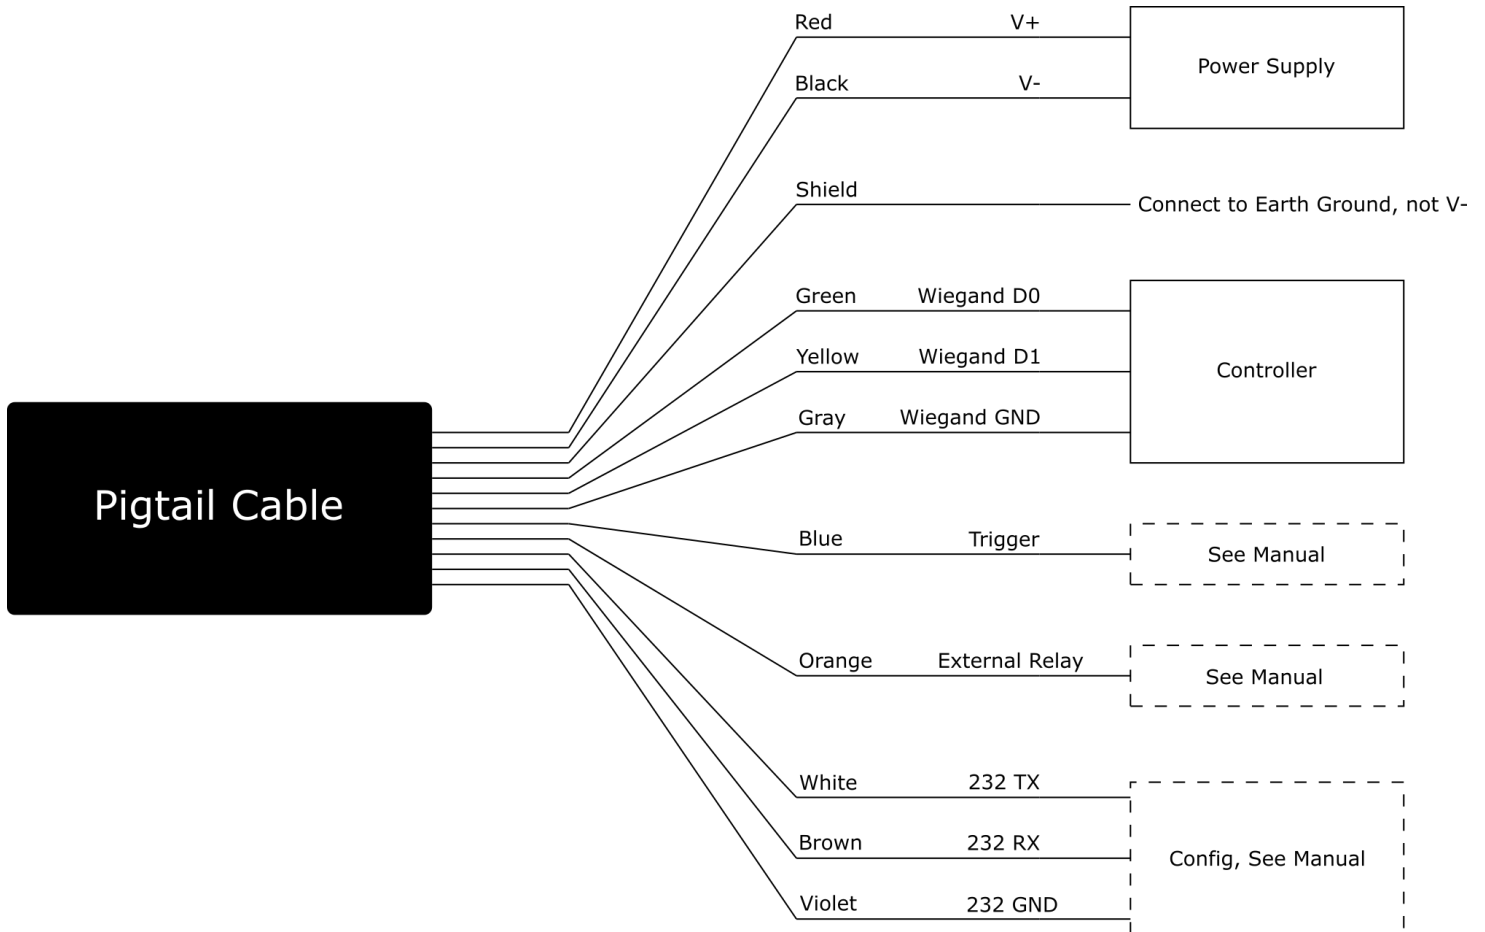 Red V+
Power Supply
Black V-
Shield
Connect to Earth Ground, not V-
Green Wiegand D0
Yellow Wiegand D1
Controller
Gray Wiegand GND
Pigtail Cable
Blue Trigger
See Manual
Orange External Relay
See Manual
White 232 TX
Brown 232 RX
Config, See Manual
Violet 232 GND